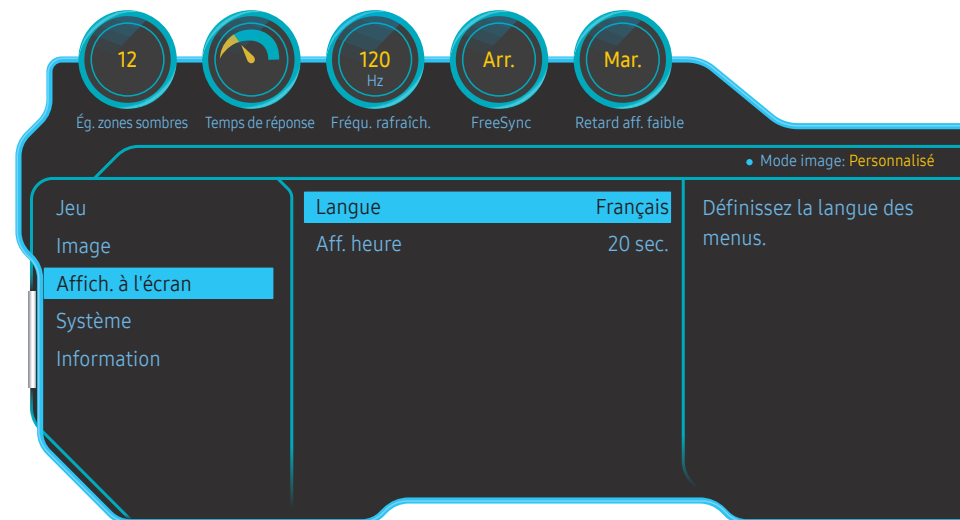 12
120
Hz
Arr.
Mar.
Ég. zones sombres
Temps de réponse
Fréqu. rafraîch.
FreeSync
Retard aff. faible
• Mode image: Personnalisé
Jeu
Image
Affich. à l'écran
Système
Information
Langue Français
Aff. heure 20 sec.
Définissez la langue des
menus.